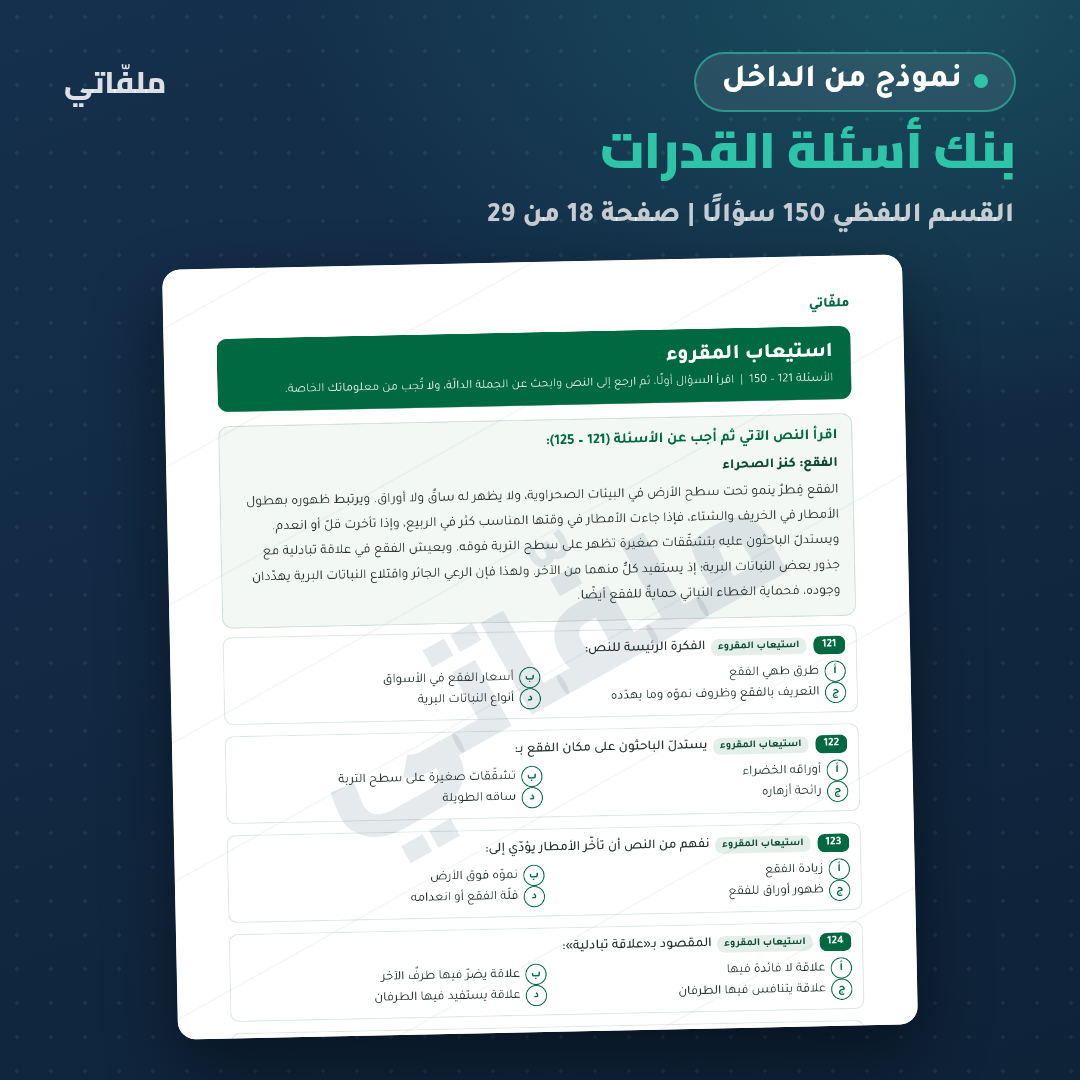 ملفّاتي
نموذج من الداخل
بنك أسئلة القدرات
القسم اللفظي 150 سؤالًا | صفحة 18 من 29
ملفّاتي
استيعاب المقروء
الأسئلة 121 – 150 | اقرأ السؤال أولًا، ثم ارجع إلى النص وابحث عن الجملة الدالّة، ولا تُجب من معلوماتك الخاصة.
اقرأ النص الآتي ثم أجب عن الأسئلة (121 – 125):
الفقع: كنز الصحراء
الفقع فِطرٌ ينمو تحت سطح الأرض في البيئات الصحراوية، ولا يظهر له ساقٌ ولا أوراق. ويرتبط ظهوره بهطول
الأمطار في الخريف والشتاء، فإذا جاءت الأمطار في وقتها المناسب كثر في الربيع، وإذا تأخرت قلّ أو انعدم.
ويستدلّ الباحثون عليه بتشقّقات صغيرة تظهر على سطح التربة فوقه. ويعيش الفقع في علاقة تبادلية مع
جذور بعض النباتات البرية؛ إذ يستفيد كلٌّ منهما من الآخر. ولهذا فإن الرعي الجائر واقتلاع النباتات البرية يهدّدان
وجوده، فحماية الغطاء النباتي حمايةٌ للفقع أيضًا.
121 استيعاب المقروء الفكرة الرئيسة للنص:
أ طرق طهي الفقع ب أسعار الفقع في الأسواق
ج التعريف بالفقع وظروف نموّه وما يهدّده د أنواع النباتات البرية
122 استيعاب المقروء يستدلّ الباحثون على مكان الفقع بـ:
أ أوراقه الخضراء ب تشقّقات صغيرة على سطح التربة
ج رائحة أزهاره د ساقه الطويلة
123 استيعاب المقروء نفهم من النص أن تأخّر الأمطار يؤدّي إلى:
أ زيادة الفقع ب نموّه فوق الأرض
ج ظهور أوراق للفقع د قلّة الفقع أو انعدامه
124 استيعاب المقروء المقصود بـ«علاقة تبادلية»:
أ علاقة لا فائدة فيها ب علاقة يضرّ فيها طرفٌ الآخر
ج علاقة يتنافس فيها الطرفان د علاقة يستفيد فيها الطرفان
ملفّاتي